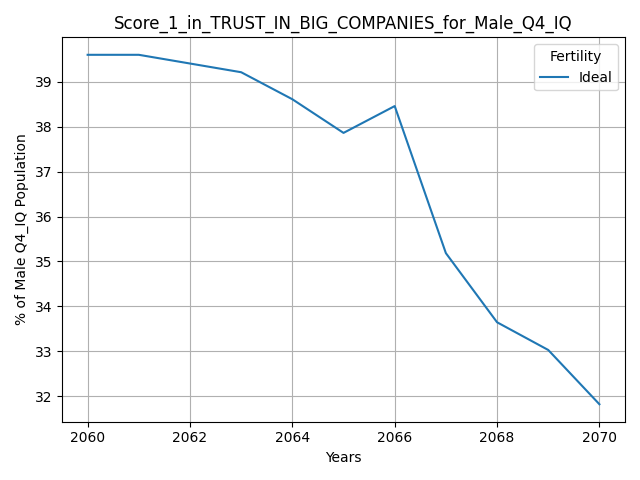 Score_1_in_TRUST_IN_BIG_COMPANIES_for_Male_Q4_IQ
Fertility
Ideal
% of Male Q4_IQ Population
39
38
37
36
35
34
33
32
2060
2062
2064
2066
2068
2070
Years